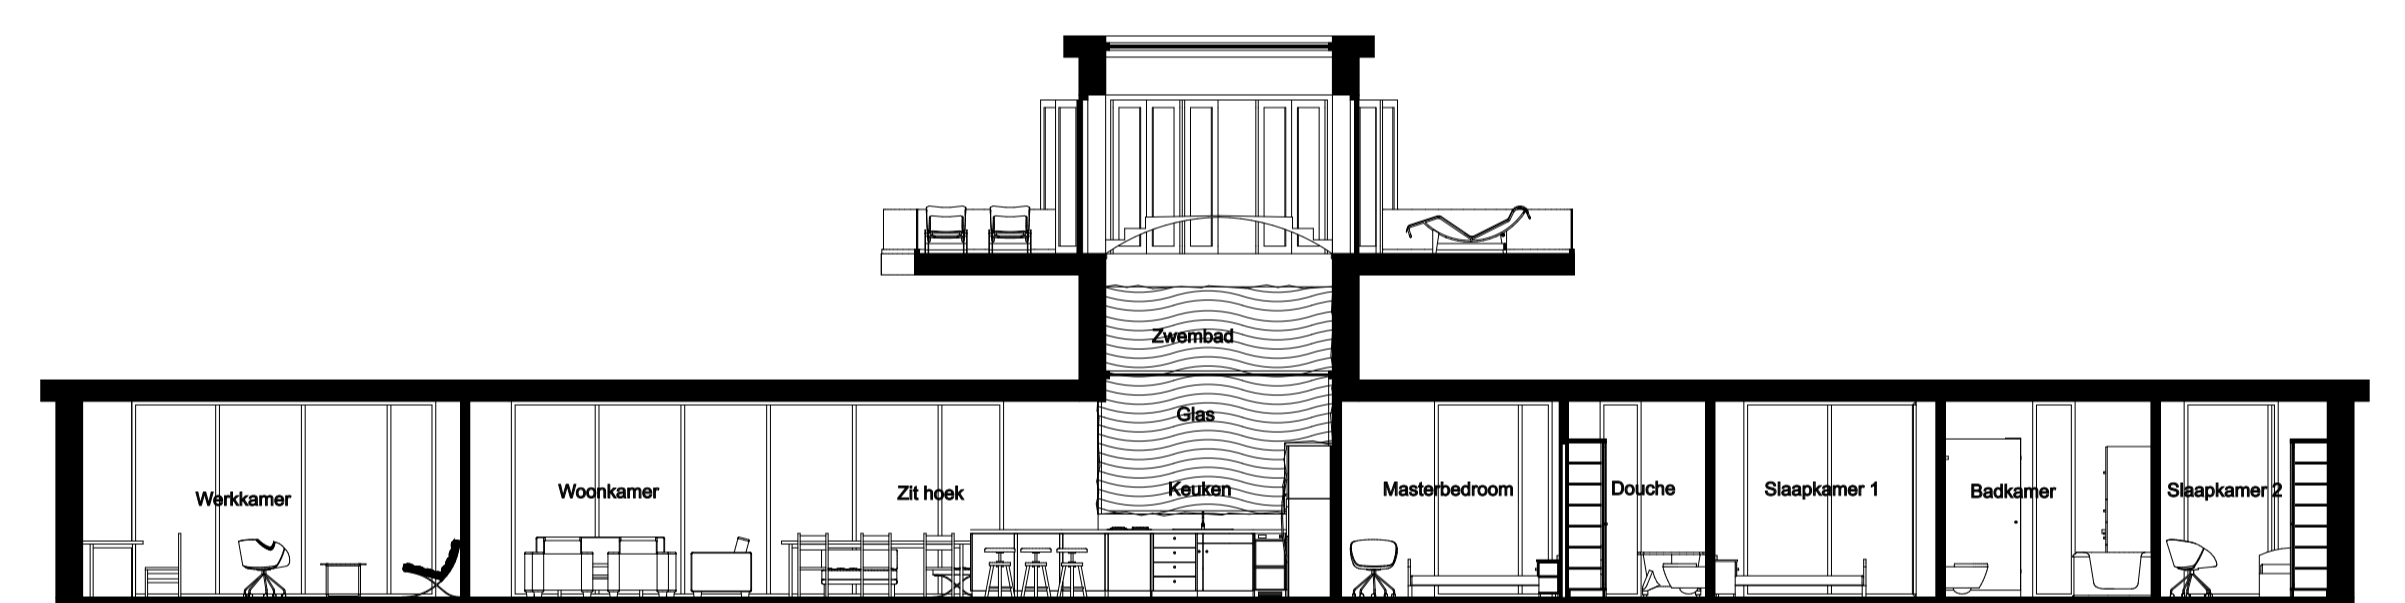 Zwembad
Glas
Werkkamer
Woonkamer
Zit hoek
Keuken
Masterbedroom
Douche
Slaapkamer 1
Badkamer
Slaapkamer 2